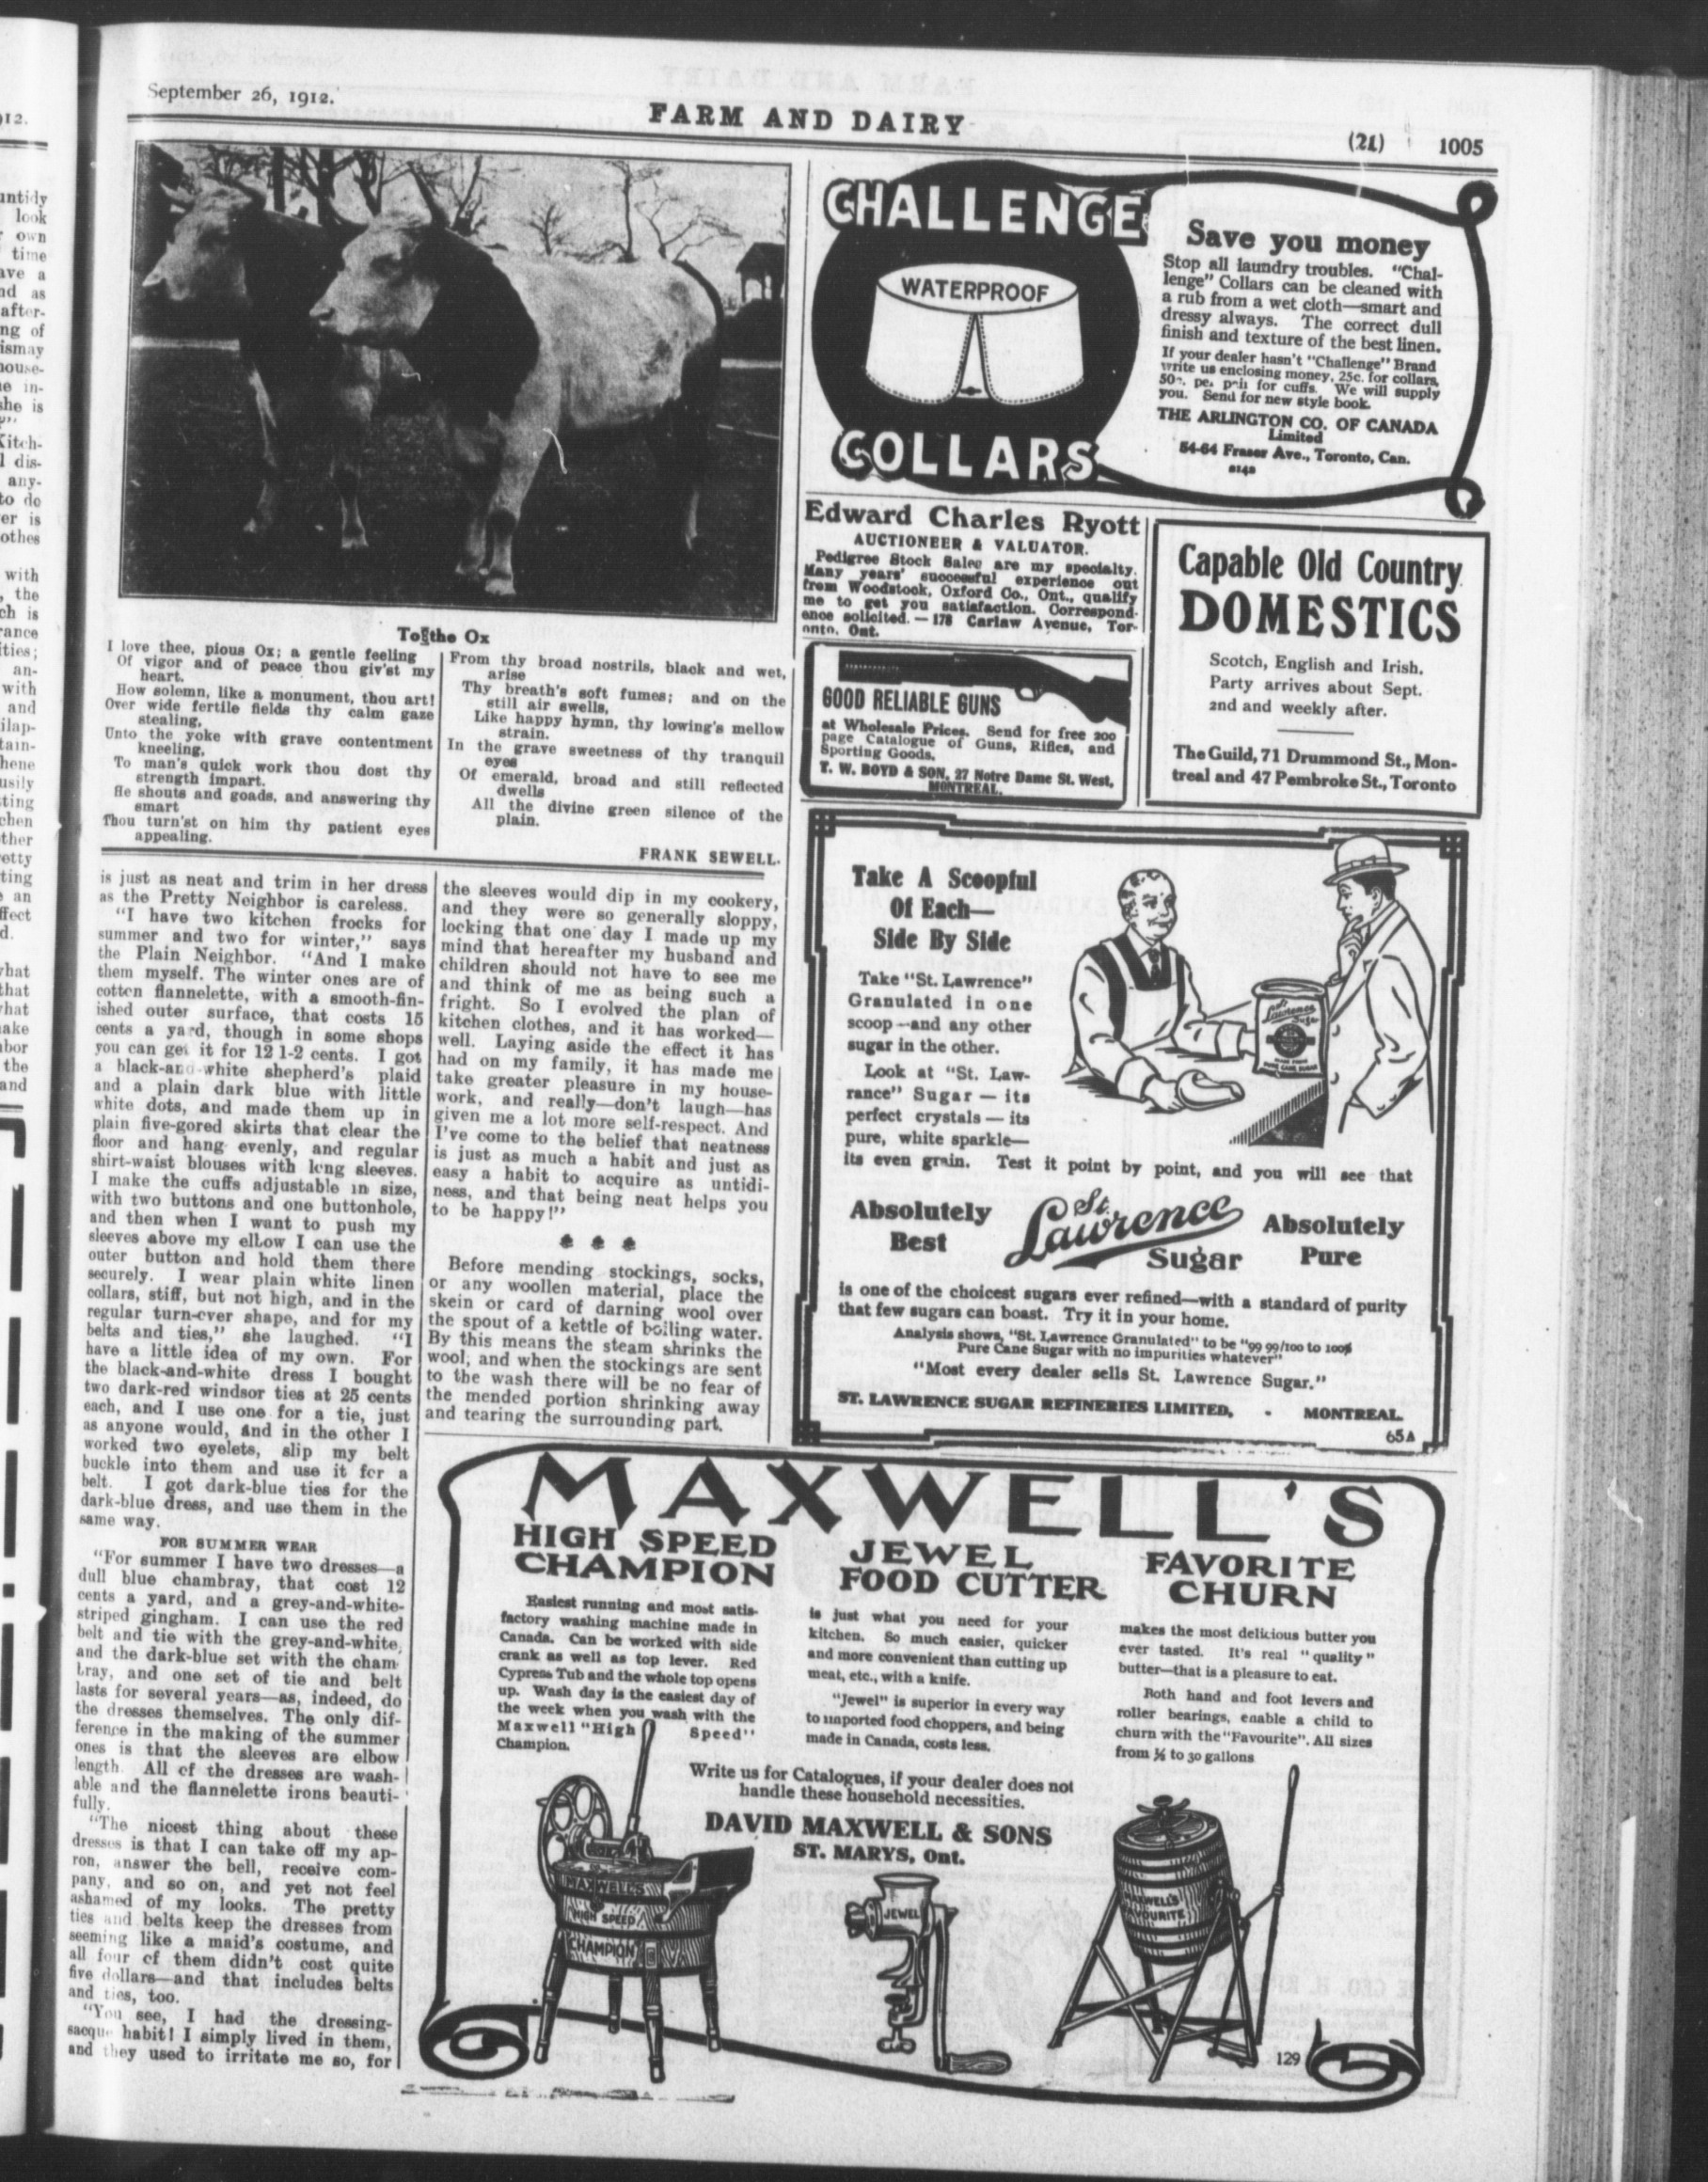 September 26, 1912.
FARM AND DAIRY
(21) 1005
To the Ox
I love thee, pious Ox; a gentle feeling
Of vigor and of peace thou giv'st my
heart.
How solemn, like a monument, thou art!
Over wide fertile fields thy calm gaze
stealing,
Unto the yoke with grave contentment
kneeling,
To man's quick work thou dost thy
strength impart.
He shouts and goads, and answering thy
smart
Thou turn'st on him thy patient eyes
appealing.
From thy broad nostrils, black and wet,
arise
Thy breath's soft fumes; and on the
still air swells,
Like happy hymn, thy lowing's mellow
strain.
In the grave sweetness of thy tranquil
eyes
Of emerald, broad and still reflected
dwells
All the divine green silence of the
plain.
FRANK SEWELL.
is just as neat and trim in her dress
as the Pretty Neighbor is careless.
"I have two kitchen frocks for
summer and two for winter," says
the Plain Neighbor. "And I make
them myself. The winter ones are of
cotton flannelette, with a smooth-fin-
ished outer surface, that costs 15
cents a yard, though in some shops
you can get it for 12 1-2 cents. I got
a black-and-white shepherd's plaid
and a plain dark blue with little
white dots, and made them up in
plain five-gored skirts that clear the
floor and hang evenly, and regular
shirt-waist blouses with long sleeves.
I make the cuffs adjustable in size,
with two buttons and one buttonhole,
and then when I want to push my
sleeves above my elbow I can use the
outer button and hold them there
securely. I wear plain white linen
collars, stiff, but not high, and in the
regular turn-over shape, and for my
belts and ties," she laughed. "I
have a little idea of my own. For
the black-and-white dress I bought
two dark-red windsor ties at 25 cents
each, and I use one for a tie, just
as anyone would, and in the other I
worked two eyelets, slip my belt
buckle into them and use it for a
belt. I got dark-blue ties for the
dark-blue dress, and use them in the
same way.
FOR SUMMER WEAR
"For summer I have two dresses—a
dull blue chambray, that cost 12
cents a yard, and a grey-and-white-
striped gingham. I can use the red
belt and tie with the grey-and-white,
and the dark-blue set with the cham
bray, and one set of tie and belt
lasts for several years—as, indeed, do
the dresses themselves. The only dif-
ference in the making of the summer
ones is that the sleeves are elbow
length. All of the dresses are wash-
able and the flannelette irons beauti-
fully.
"The nicest thing about these
dresses is that I can take off my ap-
ron, answer the bell, receive com-
pany, and so on, and yet not feel
ashamed of my looks. The pretty
ties and belts keep the dresses from
seeming like a maid's costume, and
all four of them didn't cost quite
five dollars—and that includes belts
and ties, too.
"You see, I had the dressing-
sacque habit! I simply lived in them,
and they used to irritate me so, for
the sleeves would dip in my cookery,
and they were so generally sloppy,
locking that one day I made up my
mind that hereafter my husband and
children should not have to see me
and think of me as being such a
fright. So I evolved the plan of
kitchen clothes, and it has worked—
well. Laying aside the effect it has
had on my family, it has made me
take greater pleasure in my house-
work, and really—don't laugh—has
given me a lot more self-respect. And
I've come to the belief that neatness
is just as much a habit and just as
easy a habit to acquire as untidi-
ness, and that being neat helps you
to be happy!"
Before mending stockings, socks,
or any woollen material, place the
skein or card of darning wool over
the spout of a kettle of boiling water.
By this means the steam shrinks the
wool, and when the stockings are sent
to the wash there will be no fear of
the mended portion shrinking away
and tearing the surrounding part.
CHALLENGE
WATERPROOF
COLLARS
Save you money
Stop all laundry troubles. "Chal-
lenge" Collars can be cleaned with
a rub from a wet cloth—smart and
dressy always. The correct dull
finish and texture of the best linen.
If your dealer hasn't "Challenge" Brand
write us enclosing money, 25c. for collars,
50c. per pair for cuffs. We will supply
you. Send for new style book.
THE ARLINGTON CO. OF CANADA
Limited
54-64 Fraser Ave., Toronto, Can.
Edward Charles Ryott
AUCTIONEER & VALUATOR.
Pedigree Stock Sales are my specialty.
Many years' successful experience out
from Woodstock, Oxford Co., Ont., qualify
me to get you satisfaction. Correspond-
ence solicited.—178 Carlaw Avenue, Tor-
onto, Ont.
GOOD RELIABLE GUNS
at Wholesale Prices. Send for free 200
page Catalogue of Guns, Rifles, and
Sporting Goods.
T. W. BOYD & SON, 27 Notre Dame St. West,
MONTREAL.
Capable Old Country
DOMESTICS
Scotch, English and Irish.
Party arrives about Sept.
2nd and weekly after.
The Guild, 71 Drummond St., Mon-
treal and 47 Pembroke St., Toronto
Take A Scoopful
Of Each—
Side By Side
Take "St. Lawrence"
Granulated in one
scoop—and any other
sugar in the other.
Look at "St. Law-
rance" Sugar — its
perfect crystals — its
pure, white sparkle—
its even grain. Test it point by point, and you will see that
Absolutely
Best
St.
Lawrence
Sugar
Absolutely
Pure
is one of the choicest sugars ever refined—with a standard of purity
that few sugars can boast. Try it in your home.
Analysis shows, "St. Lawrence Granulated" to be "99 99/100 to 100%
Pure Cane Sugar with no impurities whatever"
"Most every dealer sells St. Lawrence Sugar."
ST. LAWRENCE SUGAR REFINERIES LIMITED, - MONTREAL.
65A
MAXWELL'S
HIGH SPEED
CHAMPION
Easiest running and most satis-
factory washing machine made in
Canada. Can be worked with side
crank as well as top lever. Red
Cypress Tub and the whole top opens
up. Wash day is the easiest day of
the week when you wash with the
Maxwell "High Speed"
Champion.
JEWEL
FOOD CUTTER
is just what you need for your
kitchen. So much easier, quicker
and more convenient than cutting up
meat, etc., with a knife.
"Jewel" is superior in every way
to imported food choppers, and being
made in Canada, costs less.
FAVORITE
CHURN
makes the most delicious butter you
ever tasted. It's real "quality"
butter—that is a pleasure to eat.
Both hand and foot levers and
roller bearings, enable a child to
churn with the "Favourite". All sizes
from ½ to 30 gallons
Write us for Catalogues, if your dealer does not
handle these household necessities.
DAVID MAXWELL & SONS
ST. MARYS, Ont.
MAXWELL'S
HIGH SPEED
CHAMPION
JEWEL
MAXWELL'S
FAVOURITE
129